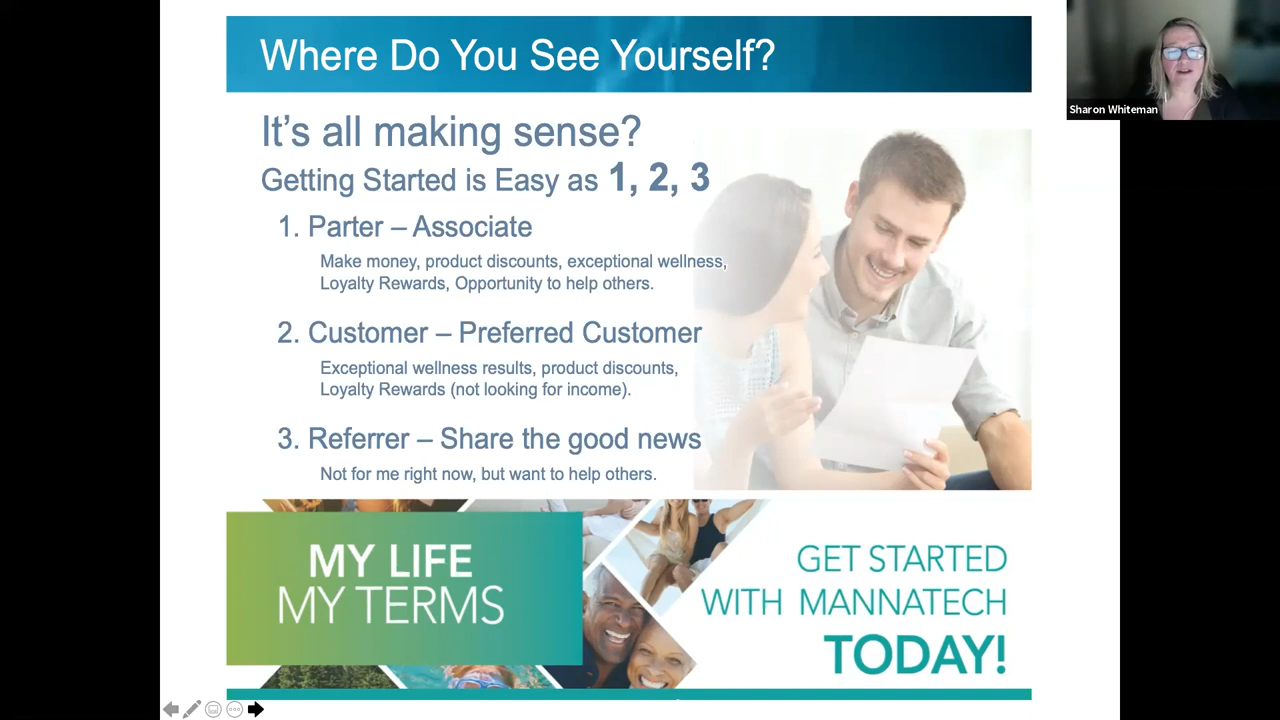 Where Do You See Yourself?
Sharon Whiteman
It's all making sense?
Getting Started is Easy as 1, 2, 3
1. Parter – Associate
Make money, product discounts, exceptional wellness,
Loyalty Rewards, Opportunity to help others.
2. Customer – Preferred Customer
Exceptional wellness results, product discounts,
Loyalty Rewards (not looking for income).
3. Referrer – Share the good news
Not for me right now, but want to help others.
MY LIFE
MY TERMS
GET STARTED
WITH MANNATECH
TODAY!